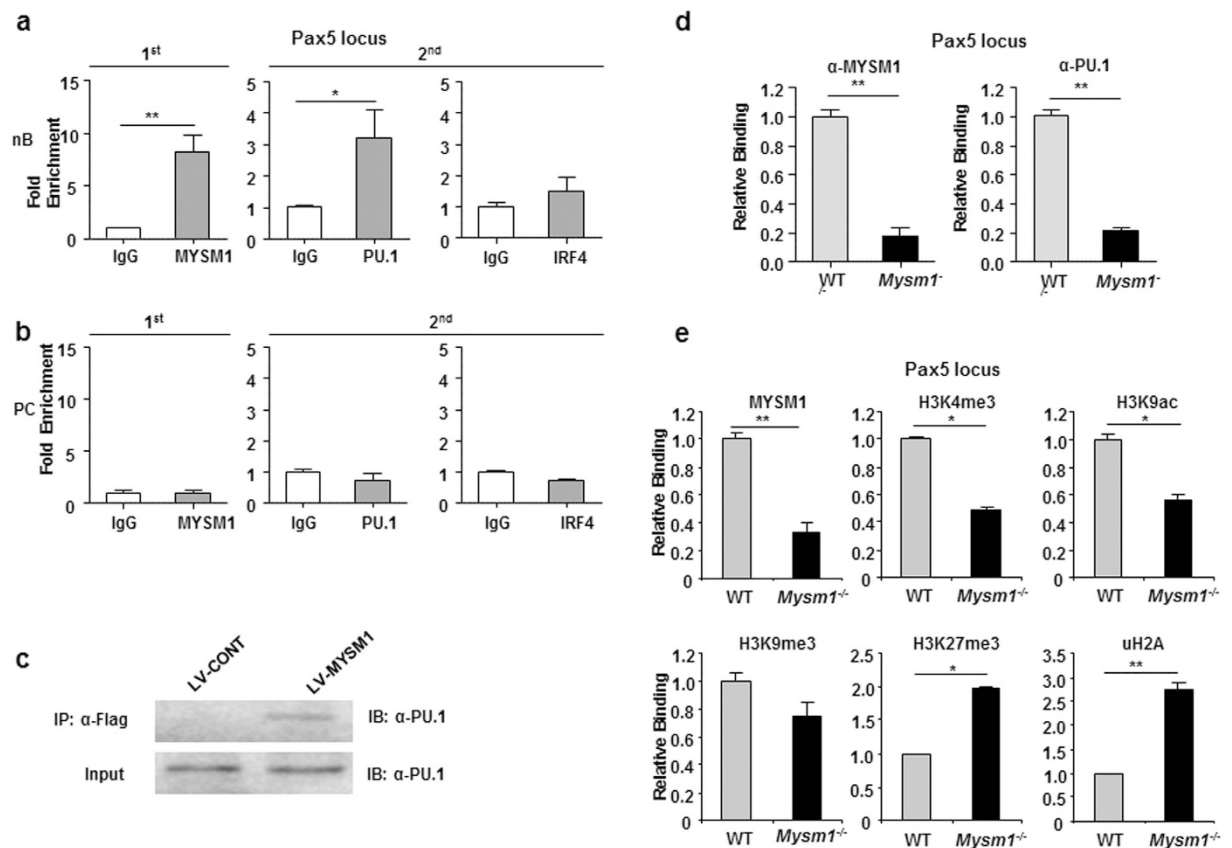 a
Pax5 locus
1st
2nd
nB
Fold
Enrichment
15
10
5
0
IgG
MYSM1
**
5
4
3
2
1
0
IgG
PU.1
*
5
4
3
2
1
0
IgG
IRF4
b
1st
2nd
PC
Fold Enrichment
15
10
5
0
IgG
MYSM1
5
4
3
2
1
0
IgG
PU.1
5
4
3
2
1
0
IgG
IRF4
c
LV-CONT
LV-MYSM1
IP: α-Flag
IB: α-PU.1
Input
IB: α-PU.1
d
Pax5 locus
α-MYSM1
**
Relative Binding
1.2
1.0
0.8
0.6
0.4
0.2
0.0
WT
Mysm1-
/-
α-PU.1
**
Relative Binding
1.2
1.0
0.8
0.6
0.4
0.2
0.0
WT
Mysm1-
/-
e
Pax5 locus
MYSM1
**
Relative Binding
1.2
1.0
0.8
0.6
0.4
0.2
0
WT
Mysm1-/-
H3K4me3
*
1.2
1.0
0.8
0.6
0.4
0.2
0
WT
Mysm1-/-
H3K9ac
*
1.2
1.0
0.8
0.6
0.4
0.2
0
WT
Mysm1-/-
H3K9me3
Relative Binding
1.2
1.0
0.8
0.6
0.4
0.2
0
WT
Mysm1-/-
H3K27me3
*
2.5
2.0
1.5
1.0
0.5
0
WT
Mysm1-/-
uH2A
**
3.5
3.0
2.5
2.0
1.5
1.0
0.5
0
WT
Mysm1-/-